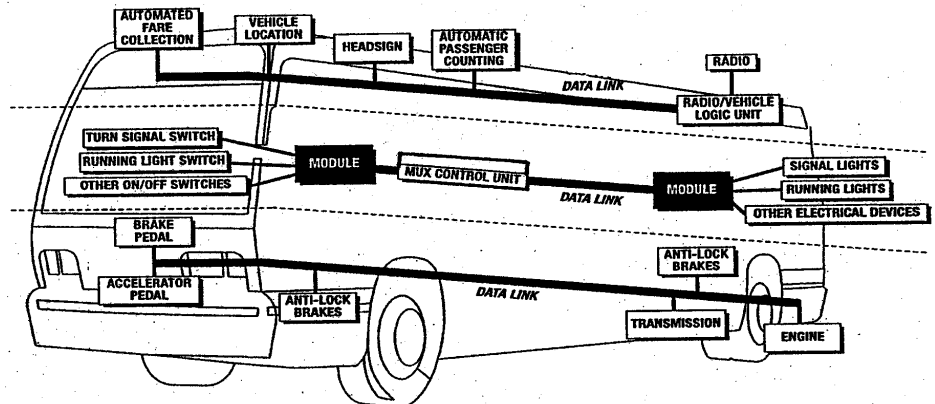 AUTOMATED
FARE
COLLECTION
VEHICLE
LOCATION
HEADSIGN
AUTOMATIC
PASSENGER
COUNTING
DATA LINK
RADIO
RADIO/VEHICLE
LOGIC UNIT
TURN SIGNAL SWITCH
RUNNING LIGHT SWITCH
OTHER ON/OFF SWITCHES
MODULE
MUX CONTROL UNIT
DATA LINK
MODULE
SIGNAL LIGHTS
RUNNING LIGHTS
OTHER ELECTRICAL DEVICES
BRAKE
PEDAL
ACCELERATOR
PEDAL
ANTI-LOCK
BRAKES
DATA LINK
ANTI-LOCK
BRAKES
TRANSMISSION
ENGINE